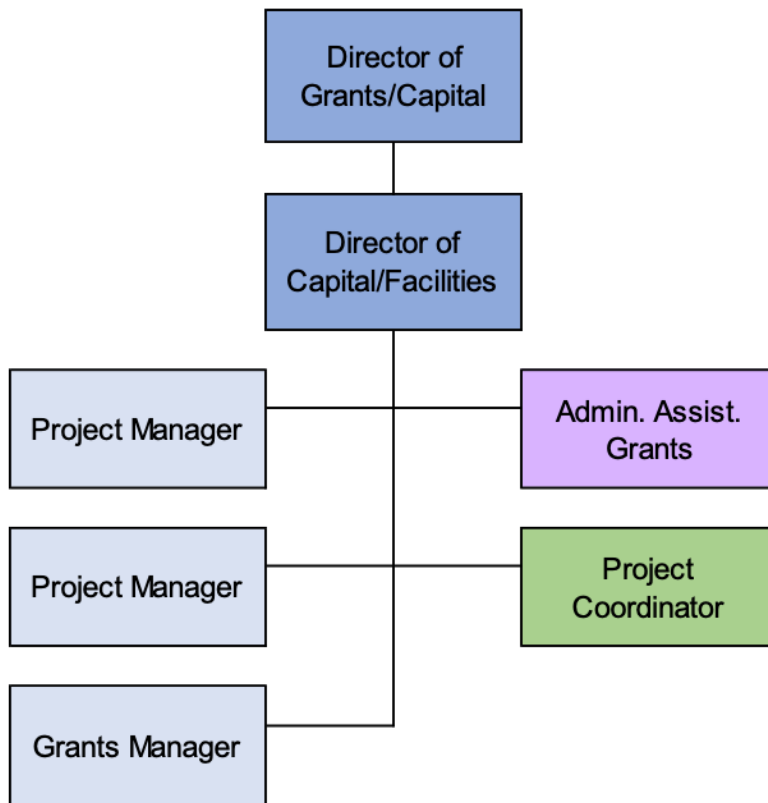 Director of
Grants/Capital
Director of
Capital/Facilities
Project Manager
Admin. Assist.
Grants
Project Manager
Project
Coordinator
Grants Manager